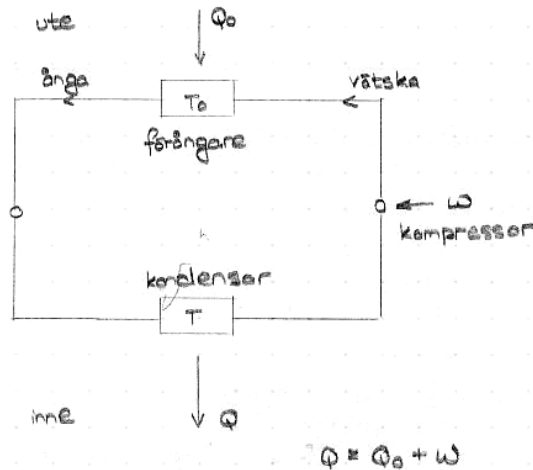 ute
Q₀
ånga
vätska
T₀
förångare
W
kompressor
kondensor
T
inne
Q
Q = Q₀ + W